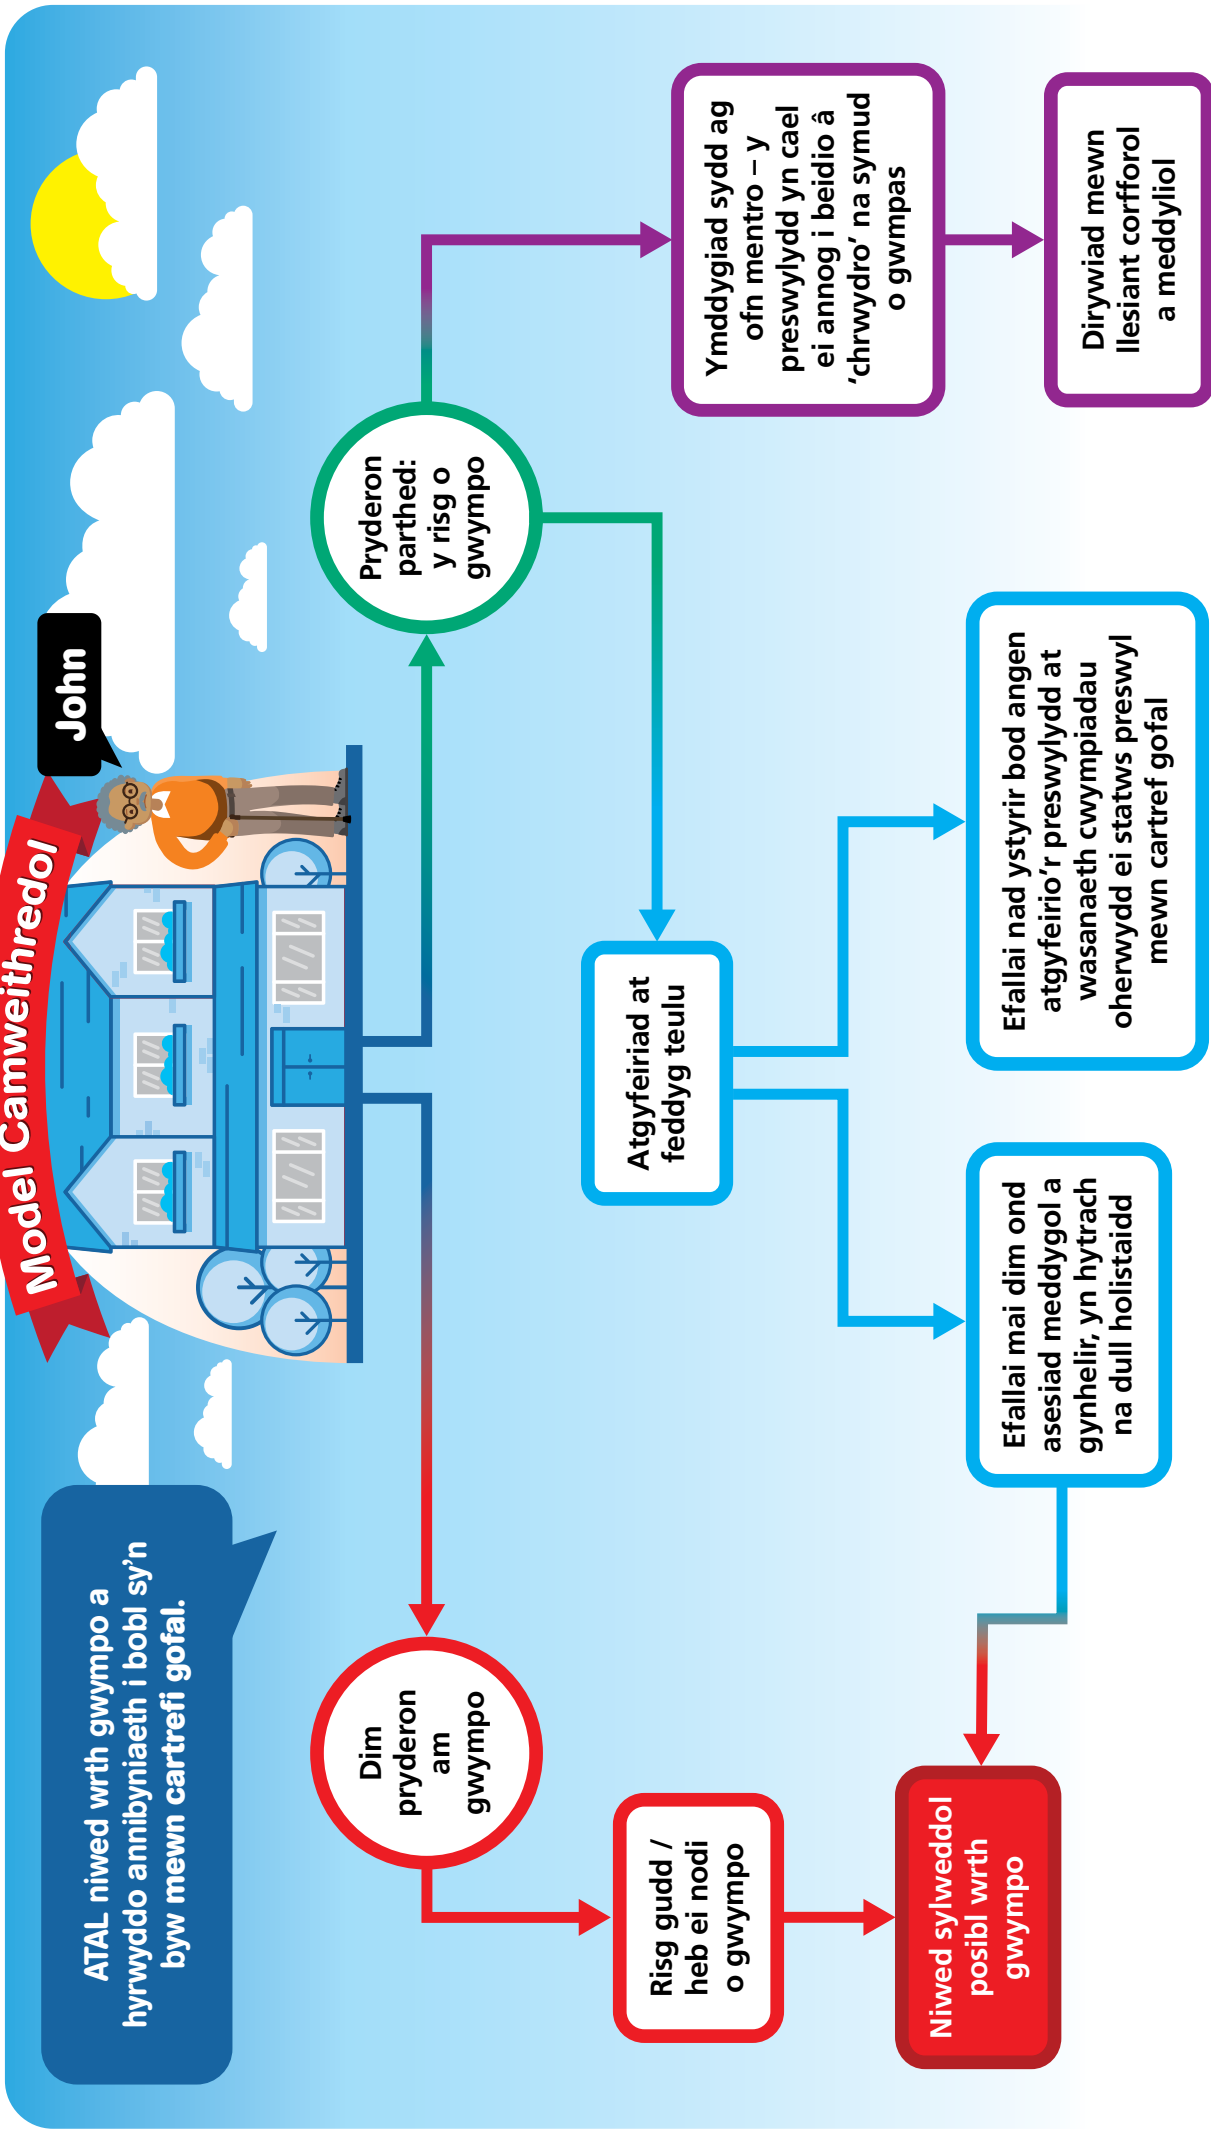 ATAL niwed wrth gwympo a
hyrwyddo annibyniaeth i bobl sy’n
byw mewn cartrefi gofal.
Model Camweithredol
John
Dim
pryderon
am
gwympo
Pryderon
parthed:
y risg o
gwympo
Risg gudd /
heb ei nodi
o gwympo
Niwed sylweddol
posibl wrth
gwympo
Atgyfeiriad at
feddyg teulu
Efallai mai dim ond
asesiad meddygol a
gynhelir, yn hytrach
na dull holistaidd
Efallai nad ystyrir bod angen
atgyfeirio’r preswylydd at
wasanaeth cwympiadau
oherwydd ei statws preswyl
mewn cartref gofal
Ymddygiad sydd ag
ofn mentro – y
preswylydd yn cael
ei annog i beidio â
‘chrwydro’ na symud
o gwmpas
Dirywiad mewn
llesiant corfforol
a meddyliol